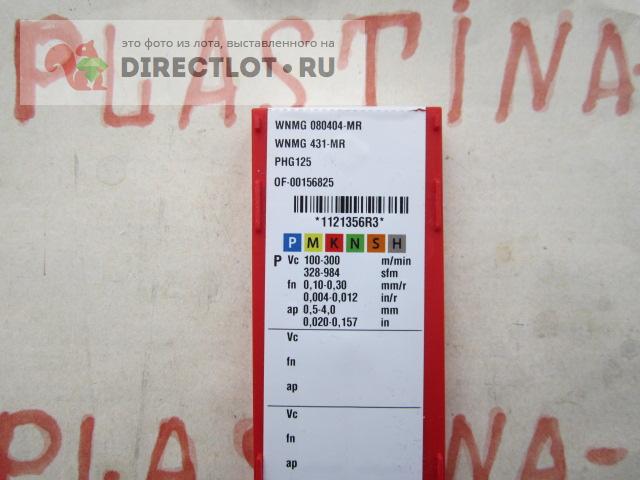 PLASTINA-
это фото из лота, выставленного на
DIRECTLOT.RU
WNMG 080404-MR
WNMG 431-MR
PHG125
OF-00156825
*1121356R3*
P M K N S H
P Vc 100-300 m/min
328-984 sfm
fn 0,10-0,30 mm/r
0,004-0,012 in/r
ap 0,5-4,0 mm
0,020-0,157 in
Vc
fn
ap
Vc
fn
ap
PLASTINA-